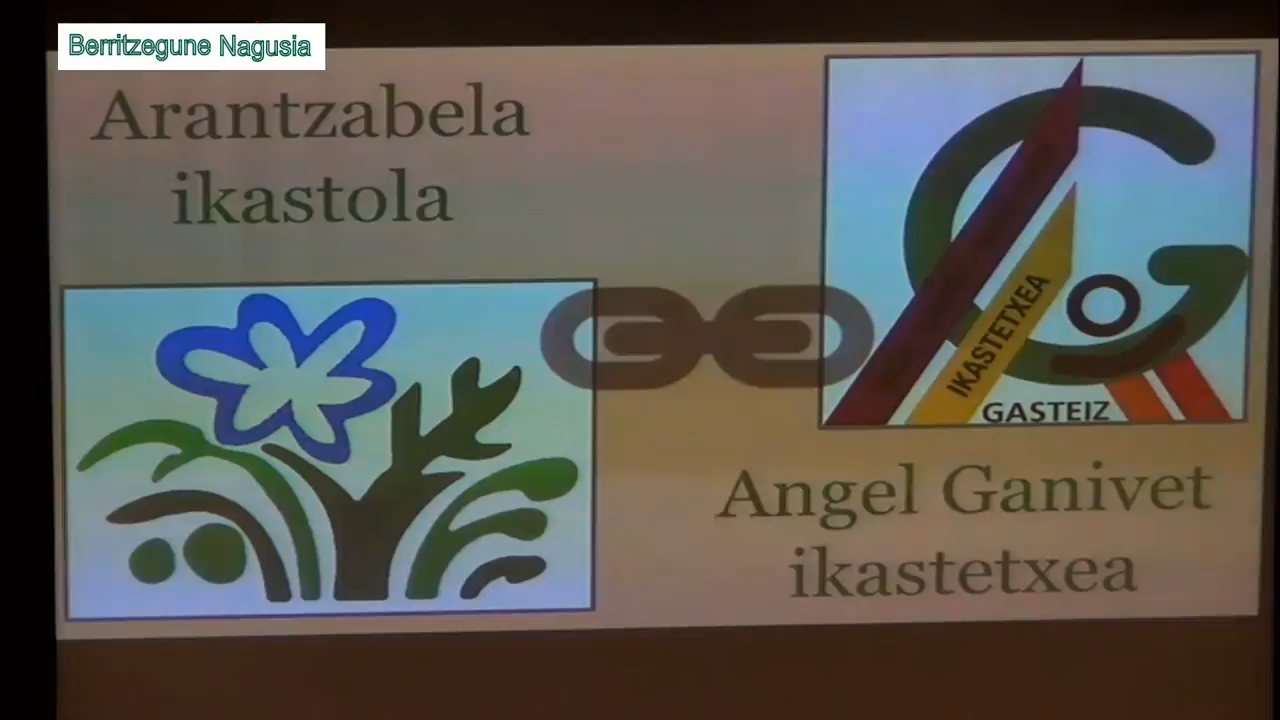 Berritzegune Nagusia
Arantzabela
ikastola
IKASTETXEA
GASTEIZ
Angel Ganivet
ikastetxea